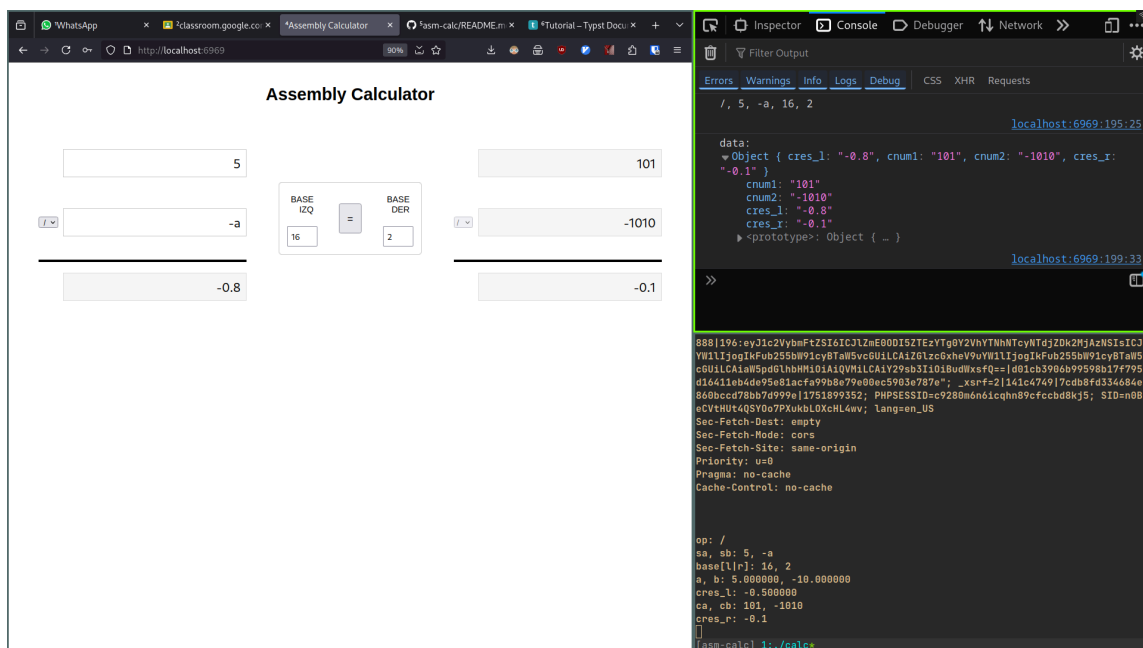 ¹WhatsApp
²classroom.google.co
⁴Assembly Calculator
⁵asm-calc/README.m
⁶Tutorial – Typst Docu
http://localhost:6969
90%
Assembly Calculator
5
/
-a
-0.8
BASE IZQ
16
=
BASE DER
2
101
/
-1010
-0.1
Inspector
Console
Debugger
Network
Filter Output
Errors
Warnings
Info
Logs
Debug
CSS
XHR
Requests
/, 5, -a, 16, 2
localhost:6969:195:25
data:
Object { cres_l: "-0.8", cnum1: "101", cnum2: "-1010", cres_r:
"-0.1" }
cnum1: "101"
cnum2: "-1010"
cres_l: "-0.8"
cres_r: "-0.1"
<prototype>: Object { … }
localhost:6969:199:33
Sec-Fetch-Dest: empty
Sec-Fetch-Mode: cors
Sec-Fetch-Site: same-origin
Priority: u=0
Pragma: no-cache
Cache-Control: no-cache
op: /
sa, sb: 5, -a
base[l|r]: 16, 2
a, b: 5.000000, -10.000000
cres_l: -0.500000
ca, cb: 101, -1010
cres_r: -0.1
[asm-calc] 1:./calc*